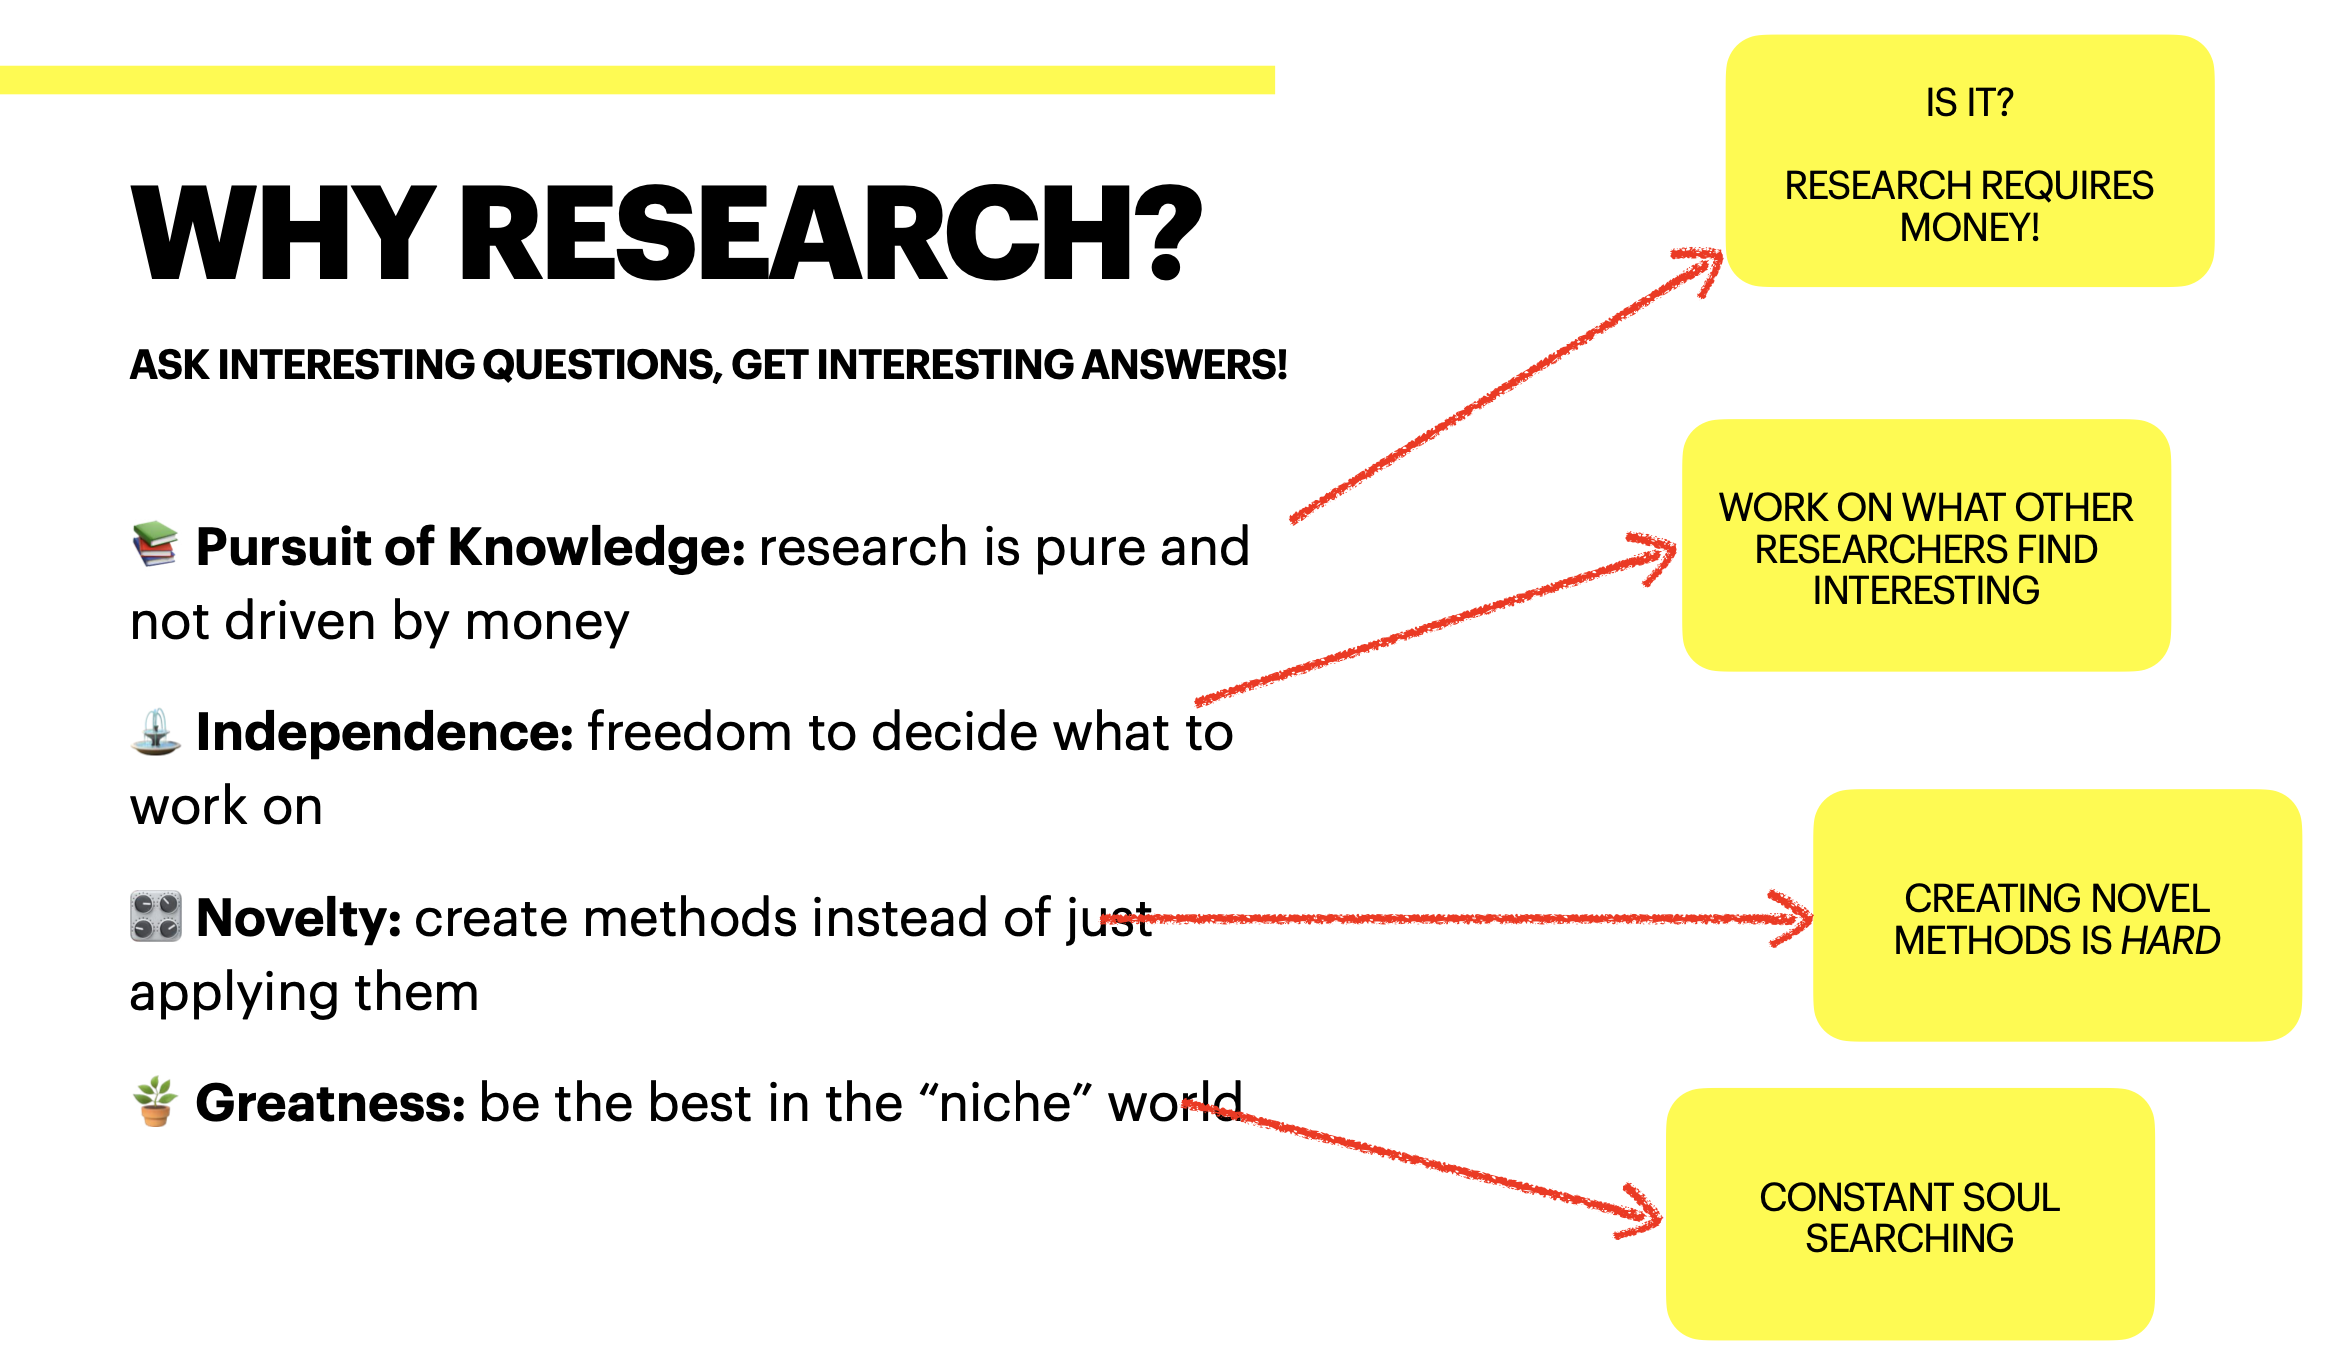 WHY RESEARCH?
ASK INTERESTING QUESTIONS, GET INTERESTING ANSWERS!
📚 Pursuit of Knowledge: research is pure and
not driven by money
⛲ Independence: freedom to decide what to
work on
🎛 Novelty: create methods instead of just
applying them
🪴 Greatness: be the best in the “niche” world
IS IT?
RESEARCH REQUIRES
MONEY!
WORK ON WHAT OTHER
RESEARCHERS FIND
INTERESTING
CREATING NOVEL
METHODS IS HARD
CONSTANT SOUL
SEARCHING